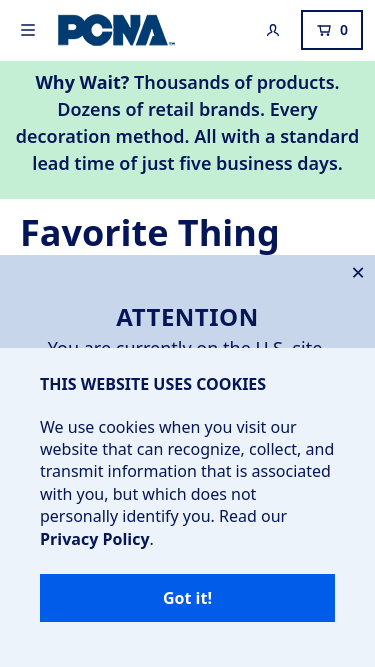 PCNA
0
Why Wait? Thousands of products.
Dozens of retail brands. Every
decoration method. All with a standard
lead time of just five business days.
Favorite Thing
ATTENTION
You are currently on the U.S. site.
THIS WEBSITE USES COOKIES
We use cookies when you visit our
website that can recognize, collect, and
transmit information that is associated
with you, but which does not
personally identify you. Read our
Privacy Policy.
Got it!